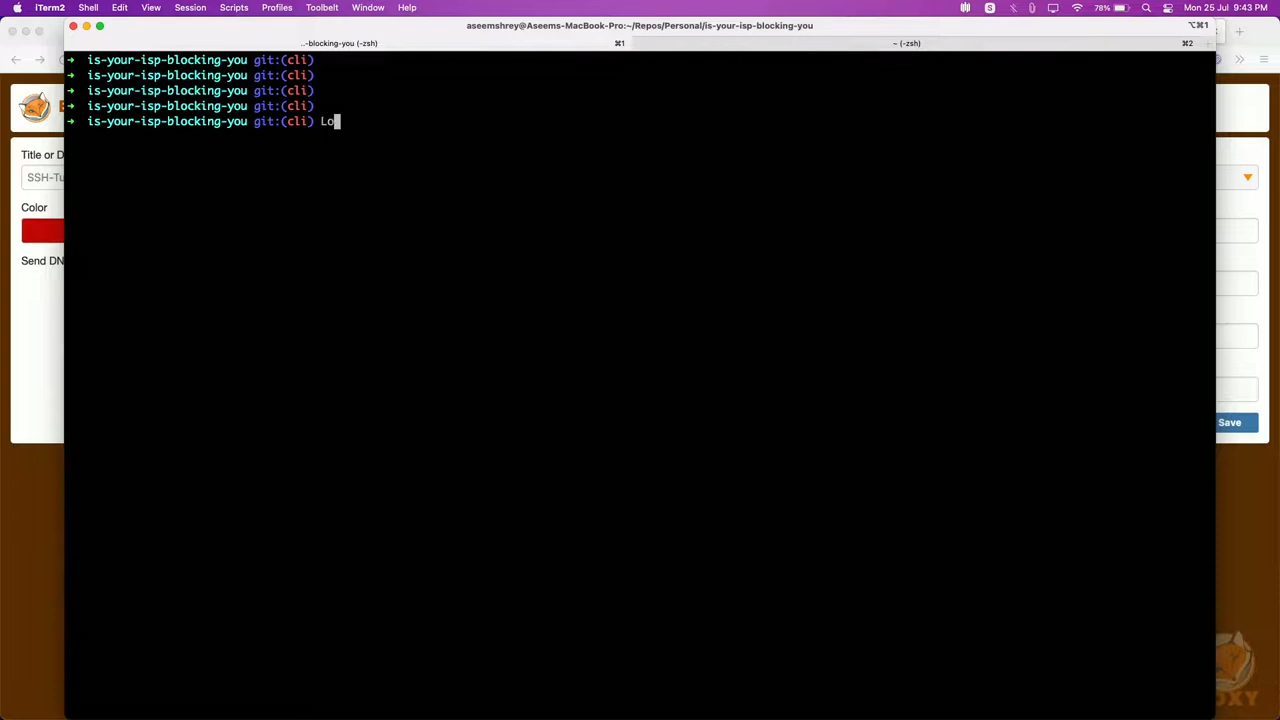 iTerm2 Shell Edit View Session Scripts Profiles Toolbelt Window Help 78% Mon 25 Jul 9:43 PM
aseemshrey@Aseems-MacBook-Pro:~/Repos/Personal/is-your-isp-blocking-you ⌥⌘1
..-blocking-you (-zsh) ⌘1 ~ (-zsh) ⌘2
➜ is-your-isp-blocking-you git:(cli)
➜ is-your-isp-blocking-you git:(cli)
➜ is-your-isp-blocking-you git:(cli)
➜ is-your-isp-blocking-you git:(cli)
➜ is-your-isp-blocking-you git:(cli) Lo
Title or D
SSH-Tu
Color
Send DN
Save
OXY